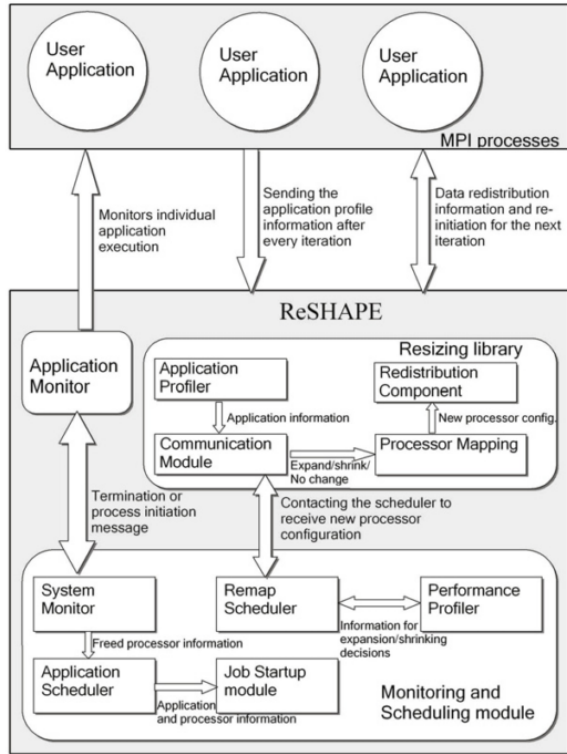 User
Application
User
Application
User
Application
MPI processes
Monitors individual
application
execution
Sending the
application profile
information after
every iteration
Data redistribution
information and re-
initiation for the next
iteration
ReSHAPE
Application
Monitor
Resizing library
Application
Profiler
Redistribution
Component
Application information
New processor config.
Communication
Module
Expand/shrink/
No change
Processor Mapping
Termination or
process initiation
message
Contacting the scheduler to
receive new processor
configuration
System
Monitor
Remap
Scheduler
Performance
Profiler
Freed processor information
Information for
expansion/shrinking
decisions
Application
Scheduler
Job Startup
module
Application
and processor information
Monitoring and
Scheduling module